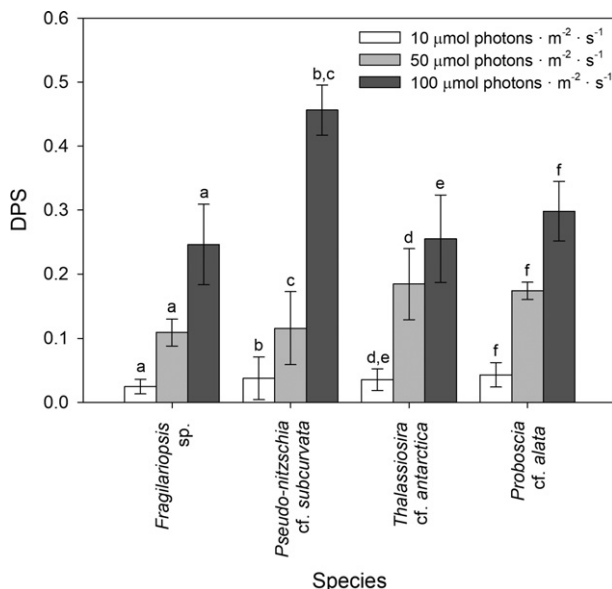 0.6
0.5
0.4
0.3
0.2
0.1
0.0
DPS
10 μmol photons · m⁻² · s⁻¹
50 μmol photons · m⁻² · s⁻¹
100 μmol photons · m⁻² · s⁻¹
a
a
a
b
c
b,c
d,e
d
e
f
f
f
Fragilariopsis
sp.
Pseudo-nitzschia
cf. subcurvata
Thalassiosira
cf. antarctica
Proboscia
cf. alata
Species